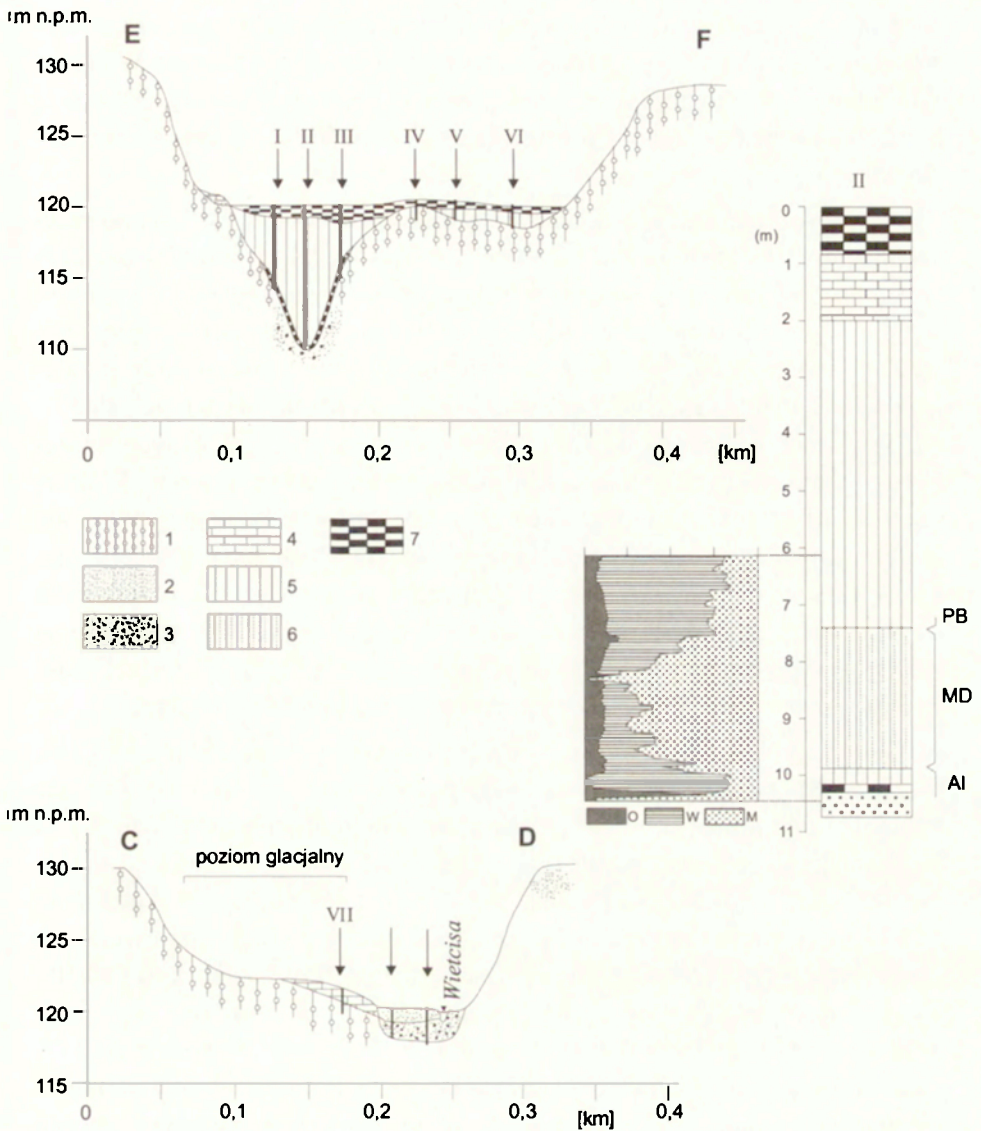 m n.p.m.
E
F
130
125
120
115
110
I II III IV V VI
0 0,1 0,2 0,3 0,4 [km]
II
(m)
0
1
2
3
4
5
6
7
8
9
10
11
PB
MD
Al
1
2
3
4
5
6
7
O W M
m n.p.m.
C
D
poziom glacjalny
130
125
120
115
VII
Wietcisa
0 0,1 0,2 0,3 0,4
[km]